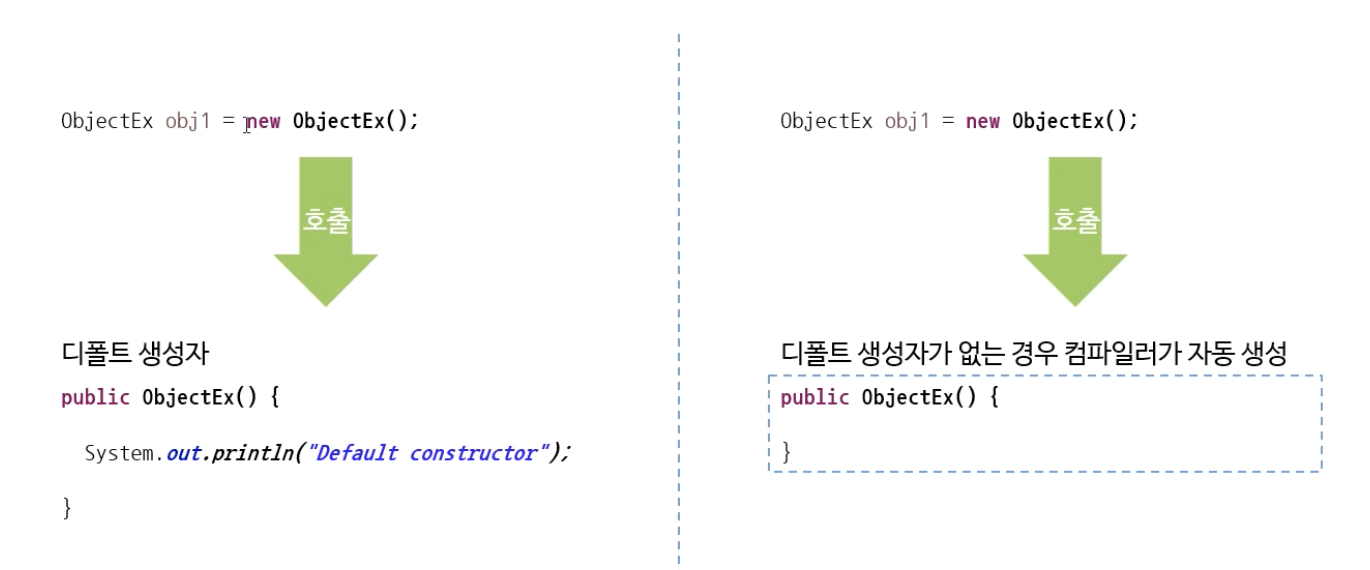 ObjectEx obj1 = new ObjectEx();
호출
디폴트 생성자
public ObjectEx() {
System.out.println("Default constructor");
}
ObjectEx obj1 = new ObjectEx();
호출
디폴트 생성자가 없는 경우 컴파일러가 자동 생성
public ObjectEx() {
}